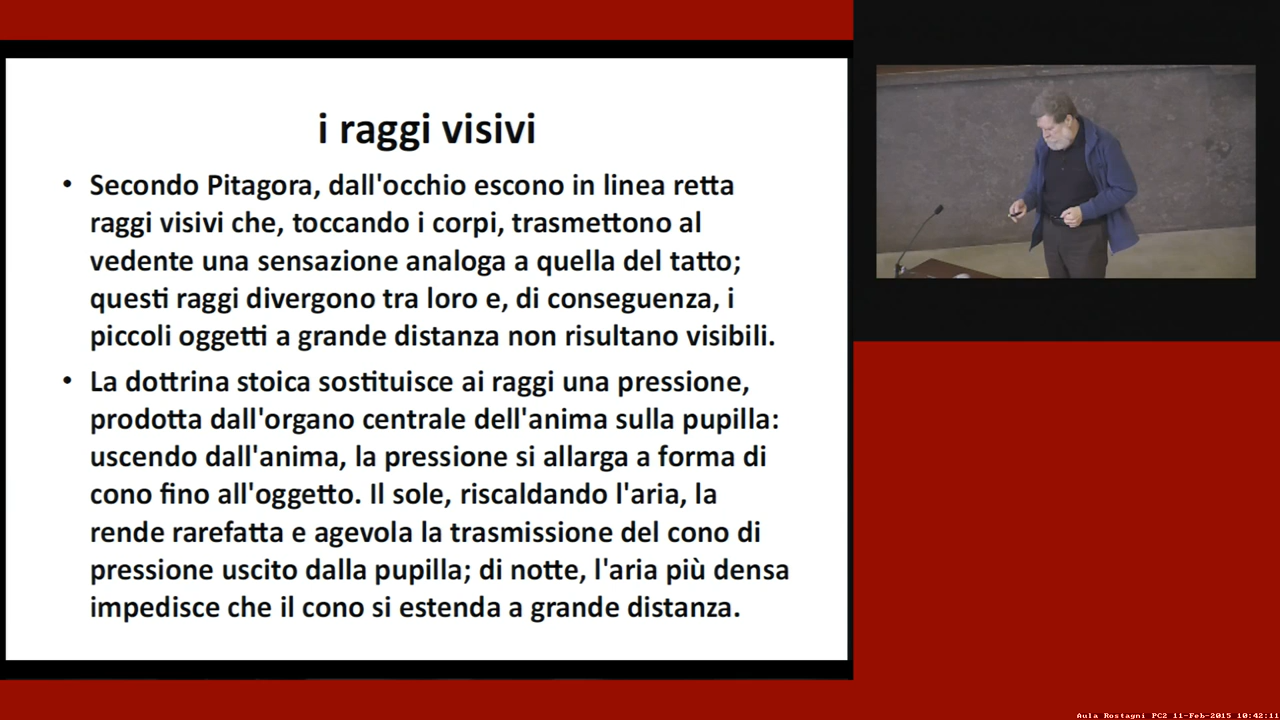 i raggi visivi
• Secondo Pitagora, dall'occhio escono in linea retta
raggi visivi che, toccando i corpi, trasmettono al
vedente una sensazione analoga a quella del tatto;
questi raggi divergono tra loro e, di conseguenza, i
piccoli oggetti a grande distanza non risultano visibili.
• La dottrina stoica sostituisce ai raggi una pressione,
prodotta dall'organo centrale dell'anima sulla pupilla:
uscendo dall'anima, la pressione si allarga a forma di
cono fino all'oggetto. Il sole, riscaldando l'aria, la
rende rarefatta e agevola la trasmissione del cono di
pressione uscito dalla pupilla; di notte, l'aria più densa
impedisce che il cono si estenda a grande distanza.
Aula Rostagni PC2 11-Feb-2015 10:42:11